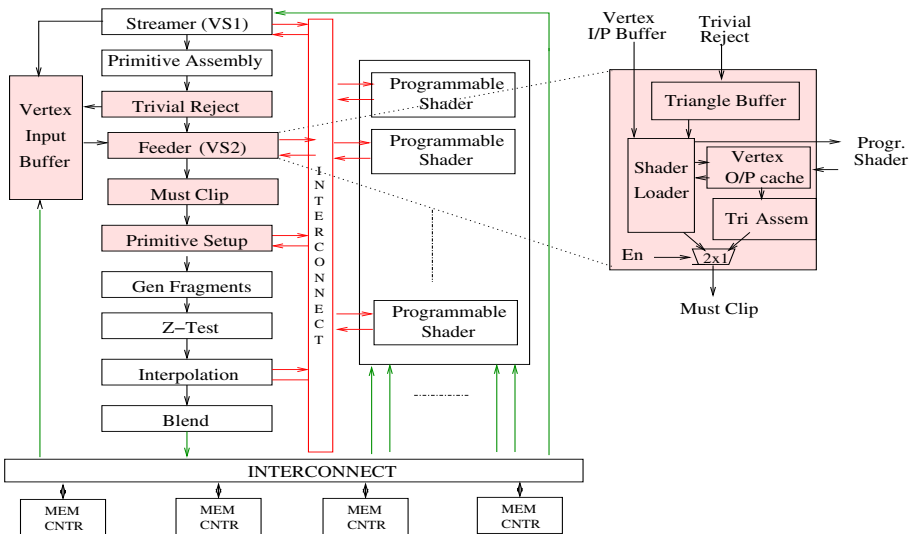 Streamer (VS1)
Primitive Assembly
Trivial Reject
Feeder (VS2)
Must Clip
Primitive Setup
Gen Fragments
Z−Test
Interpolation
Blend
Vertex
Input
Buffer
INTERCONNECT
Programmable
Shader
Programmable
Shader
Programmable
Shader
Vertex
I/P Buffer
Trivial
Reject
Triangle Buffer
Shader
Loader
Vertex
O/P cache
Tri Assem
Progr.
Shader
En
2x1
Must Clip
INTERCONNECT
MEM
CNTR
MEM
CNTR
MEM
CNTR
MEM
CNTR